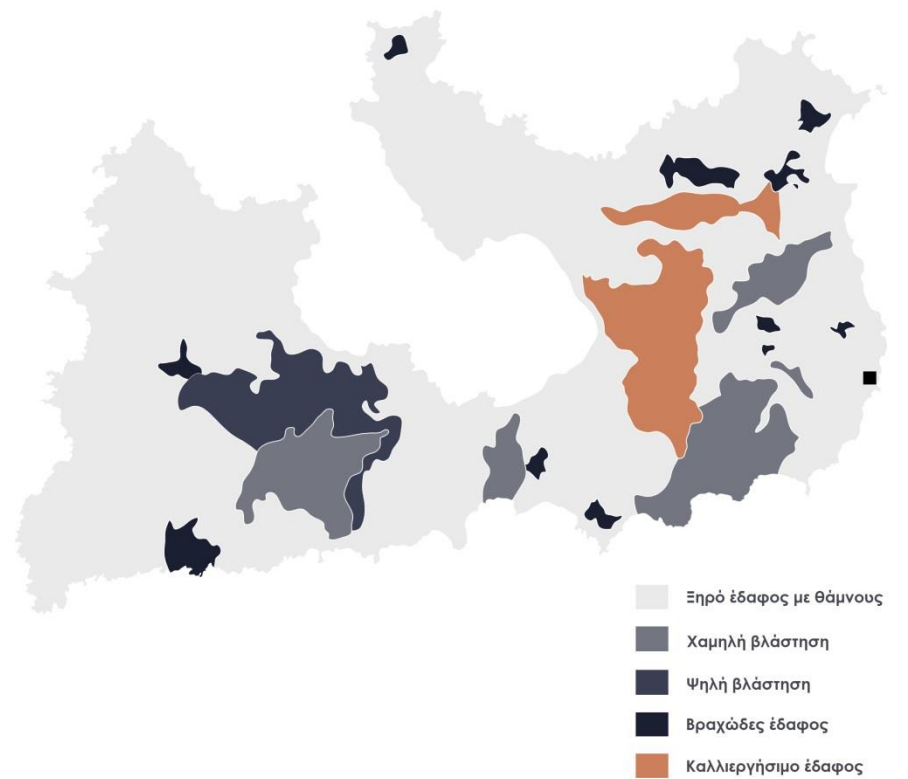 Ξηρό έδαφος με θάμνους
Χαμηλή βλάστηση
Ψηλή βλάστηση
Βραχώδες έδαφος
Καλλιεργήσιμο έδαφος